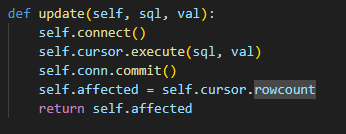 def update(self, sql, val):
    self.connect()
    self.cursor.execute(sql, val)
    self.conn.commit()
    self.affected = self.cursor.rowcount
    return self.affected